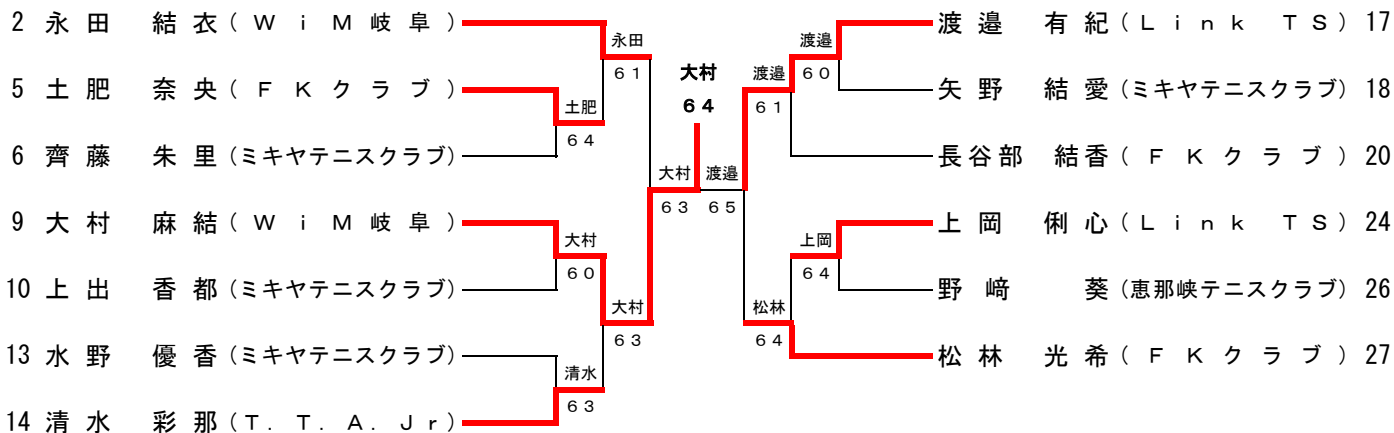 2 永田 結衣(WiM岐阜)
5 土肥 奈央(FKクラブ)
6 齊藤 朱里(ミキヤテニスクラブ)
9 大村 麻結(WiM岐阜)
10 上出 香都(ミキヤテニスクラブ)
13 水野 優香(ミキヤテニスクラブ)
14 清水 彩那(T.T.A.Jr)
土肥
64
大村
60
清水
63
永田
61
大村
63
大村
63
大村
64
渡邉
65
渡邉
61
松林
64
渡邉
60
上岡
64
渡邉 有紀(Link TS) 17
矢野 結愛(ミキヤテニスクラブ) 18
長谷部 結香(FKクラブ) 20
上岡 俐心(Link TS) 24
野﨑 葵(恵那峡テニスクラブ) 26
松林 光希(FKクラブ) 27